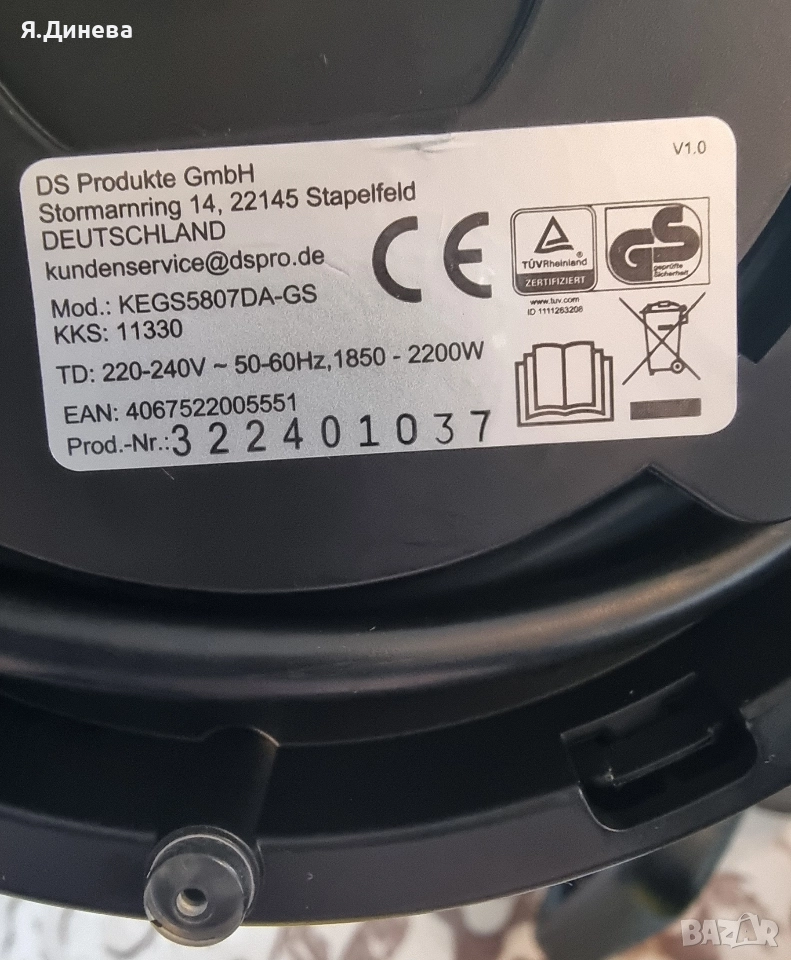 Я.Динева
V1.0
DS Produkte GmbH
Stormarnring 14, 22145 Stapelfeld
DEUTSCHLAND
kundenservice@dspro.de
Mod.: KEGS5807DA-GS
KKS: 11330
TD: 220-240V ~ 50-60Hz,1850 - 2200W
EAN: 4067522005551
Prod.-Nr.:322401037
CE
TÜVRheinland®
ZERTIFIZIERT
www.tuv.com
ID 1111263208
GS
geprüfte
Sicherheit
BAZAR